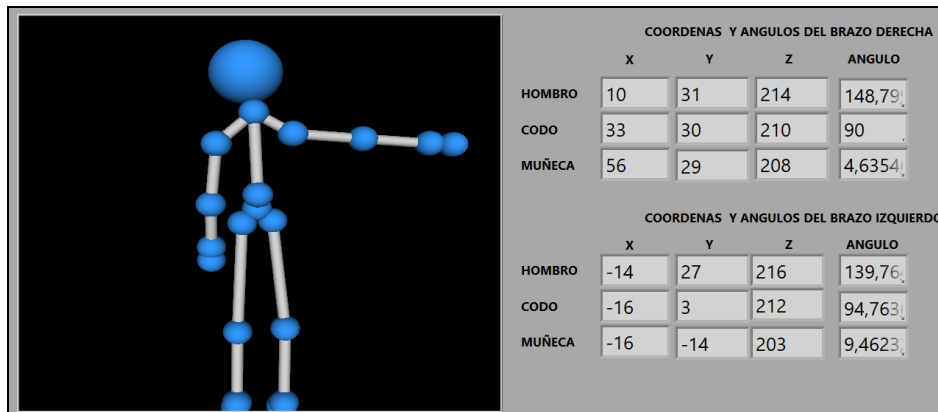 COORDENAS Y ANGULOS DEL BRAZO DERECHA
X Y Z ANGULO
HOMBRO 10 31 214 148,79
CODO 33 30 210 90
MUÑECA 56 29 208 4,6354
COORDENAS Y ANGULOS DEL BRAZO IZQUIERDO
X Y Z ANGULO
HOMBRO -14 27 216 139,76
CODO -16 3 212 94,763
MUÑECA -16 -14 203 9,4623